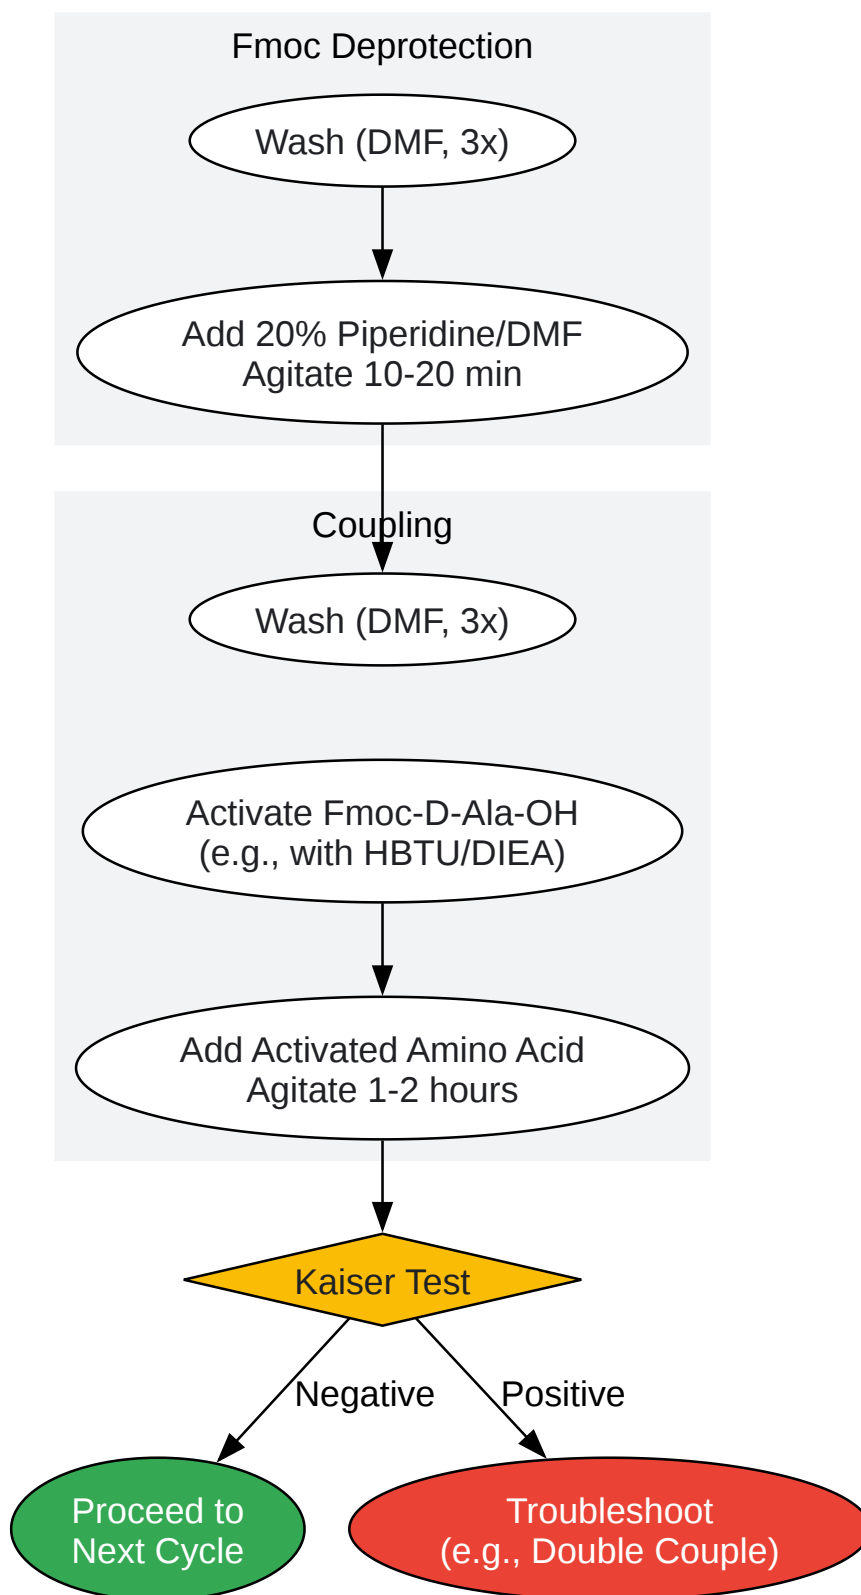 Fmoc Deprotection
Wash (DMF, 3x)
Add 20% Piperidine/DMF
Agitate 10-20 min
Coupling
Wash (DMF, 3x)
Activate Fmoc-D-Ala-OH
(e.g., with HBTU/DIEA)
Add Activated Amino Acid
Agitate 1-2 hours
Kaiser Test
Negative
Positive
Proceed to
Next Cycle
Troubleshoot
(e.g., Double Couple)